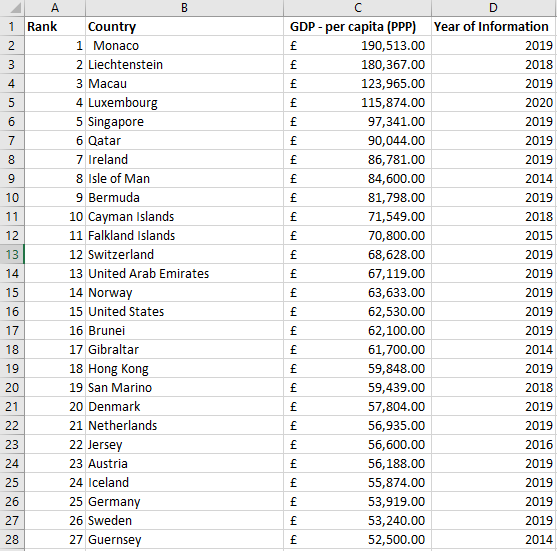 A B C D
1 Rank Country GDP - per capita (PPP) Year of Information
2 1 Monaco £ 190,513.00 2019
3 2 Liechtenstein £ 180,367.00 2018
4 3 Macau £ 123,965.00 2019
5 4 Luxembourg £ 115,874.00 2020
6 5 Singapore £ 97,341.00 2019
7 6 Qatar £ 90,044.00 2019
8 7 Ireland £ 86,781.00 2019
9 8 Isle of Man £ 84,600.00 2014
10 9 Bermuda £ 81,798.00 2019
11 10 Cayman Islands £ 71,549.00 2018
12 11 Falkland Islands £ 70,800.00 2015
13 12 Switzerland £ 68,628.00 2019
14 13 United Arab Emirates £ 67,119.00 2019
15 14 Norway £ 63,633.00 2019
16 15 United States £ 62,530.00 2019
17 16 Brunei £ 62,100.00 2019
18 17 Gibraltar £ 61,700.00 2014
19 18 Hong Kong £ 59,848.00 2019
20 19 San Marino £ 59,439.00 2018
21 20 Denmark £ 57,804.00 2019
22 21 Netherlands £ 56,935.00 2019
23 22 Jersey £ 56,600.00 2016
24 23 Austria £ 56,188.00 2019
25 24 Iceland £ 55,874.00 2019
26 25 Germany £ 53,919.00 2019
27 26 Sweden £ 53,240.00 2019
28 27 Guernsey £ 52,500.00 2014